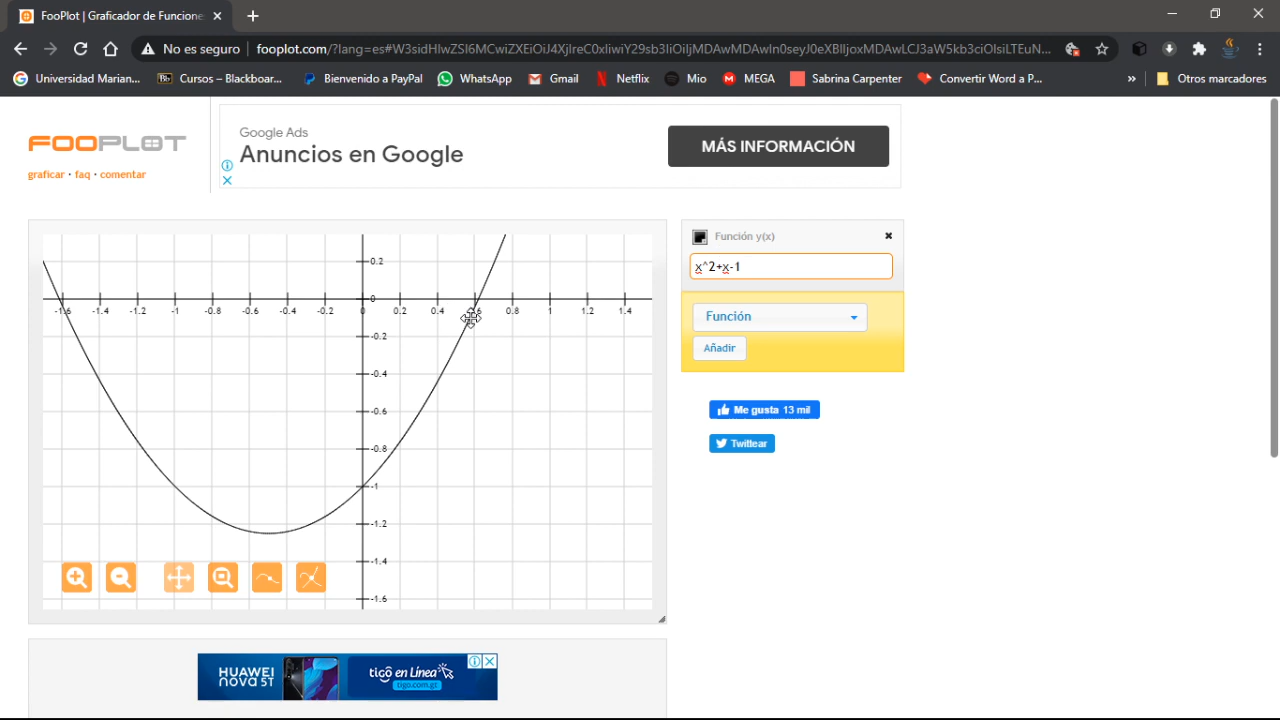 FooPlot | Graficador de Funcione
No es seguro
fooplot.com/?lang=es#W3sidHlwZSI6MCwiZXEiOiJ4XjIreC0xIiwiY29sb3IiOiIjMDAwMDAwIn0seyJ0eXBlIjoxMDAwLCJ3aW5kb3ciOlsiLTEuN...
Universidad Marian...
Cursos – Blackboar...
Bienvenido a PayPal
WhatsApp
Gmail
Netflix
Mio
MEGA
Sabrina Carpenter
Convertir Word a P...
»
Otros marcadores
FOOPLOT
graficar · faq · comentar
Google Ads
Anuncios en Google
MÁS INFORMACIÓN
Función y(x)
x^2+x-1
Función
Añadir
Me gusta 13 mil
Twittear
0.2
0
-1.6 -1.4 -1.2 -1 -0.8 -0.6 -0.4 -0.2 0 0.2 0.4 0.8 1 1.2 1.4
-0.2
-0.4
-0.6
-0.8
-1
-1.2
-1.4
-1.6
HUAWEI
nova 5T
tigo en Línea
tigo.com.gt